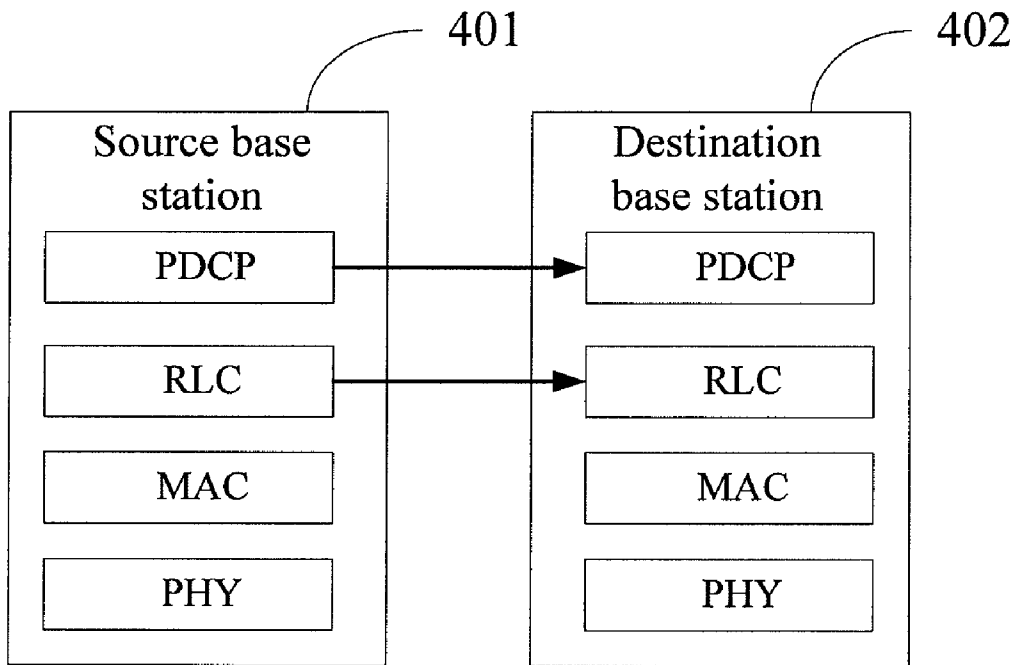 401
402
Source base
station
PDCP
RLC
MAC
PHY
Destination
base station
PDCP
RLC
MAC
PHY